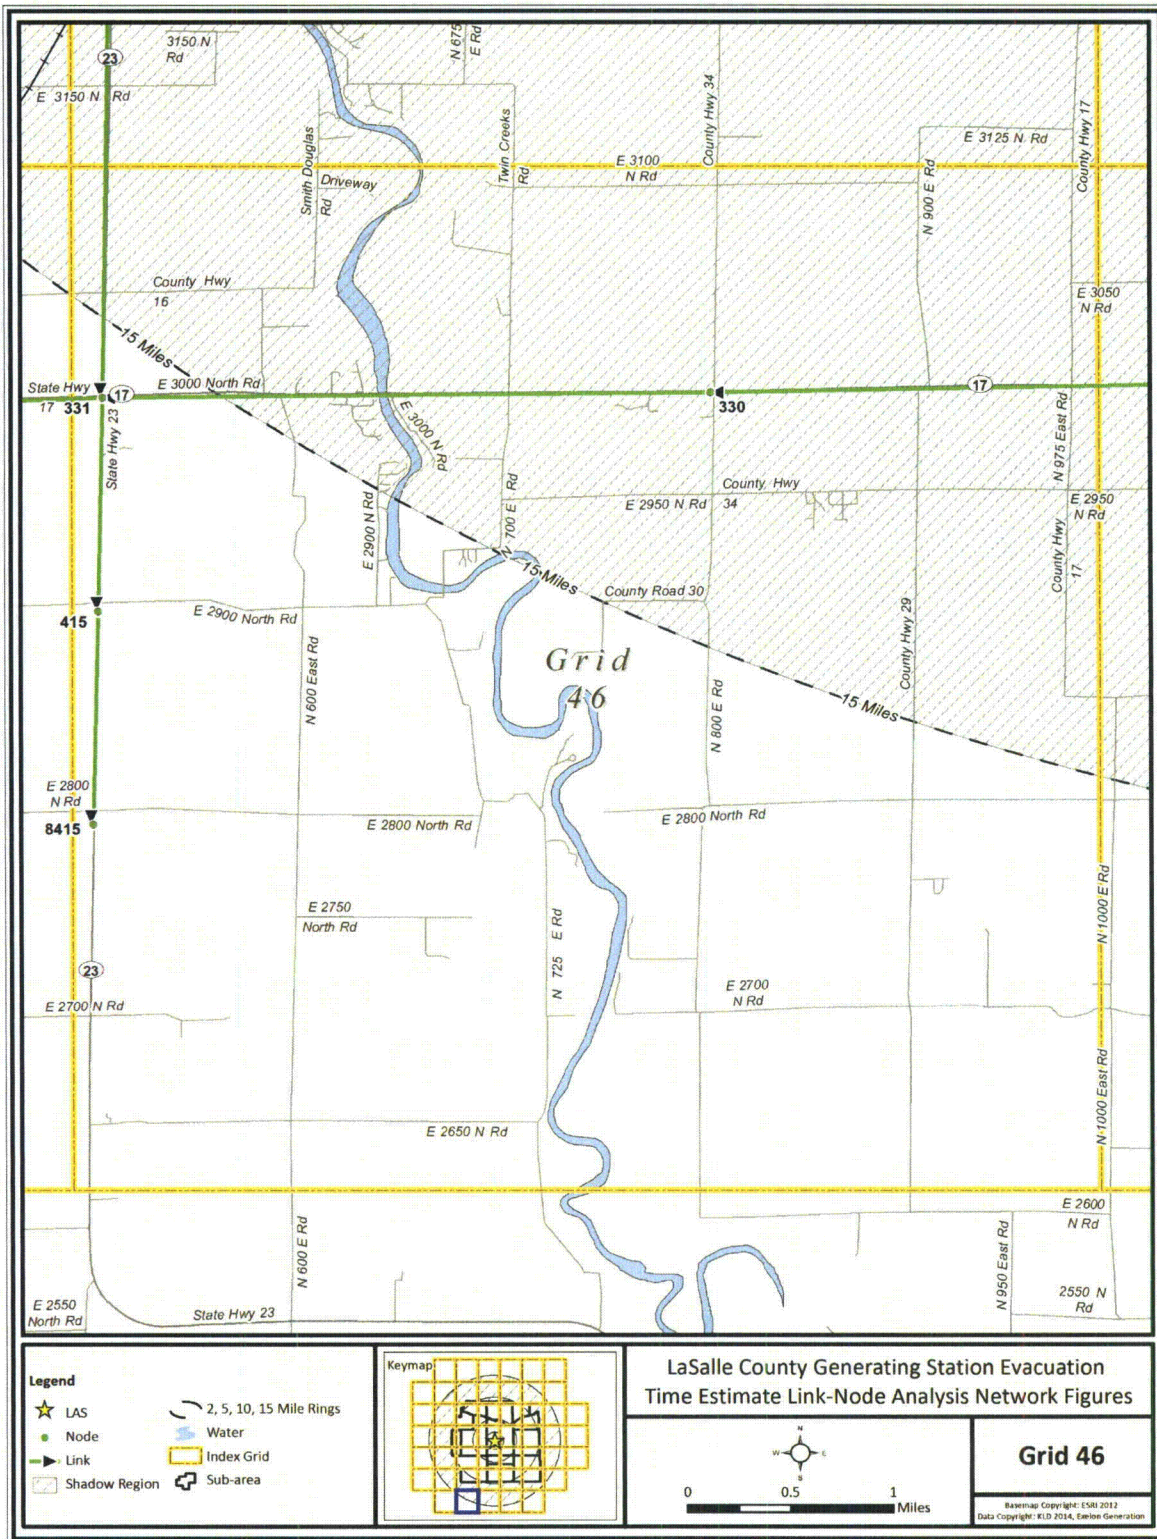 3150 N
Rd
23
E 3150 N Rd
N 675
E Rd
County Hwy 34
Twin Creeks
Rd
Smith Douglas
Rd
Driveway
E 3100
N Rd
E 3125 N Rd
County Hwy 17
N 900 E Rd
County Hwy
16
E 3050
N Rd
15 Miles
State Hwy
17
331
17
E 3000 North Rd
State Hwy 23
E 3000 N Rd
330
17
N 975 East Rd
County Hwy
34
E 2950 N Rd
E 2950
N Rd
E 2900 N Rd
N 700 E Rd
15 Miles
County Road 30
County Hwy
17
415
E 2900 North Rd
N 600 East Rd
Grid
46
County Hwy 29
15 Miles
N 800 E Rd
E 2800
N Rd
8415
E 2800 North Rd
E 2800 North Rd
E 2750
North Rd
N 725 E Rd
N 1000 E Rd
23
E 2700 N Rd
E 2700
N Rd
N 1000 East Rd
E 2650 N Rd
E 2600
N Rd
N 600 E Rd
N 950 East Rd
E 2550
North Rd
State Hwy 23
2550 N
Rd
Legend
LAS
Node
Link
Shadow Region
2, 5, 10, 15 Mile Rings
Water
Index Grid
Sub-area
Keymap
LaSalle County Generating Station Evacuation
Time Estimate Link-Node Analysis Network Figures
N
W E
S
0 0.5 1
Miles
Grid 46
Basemap Copyright: ESRI 2012
Data Copyright: KLD 2014, Exelon Generation